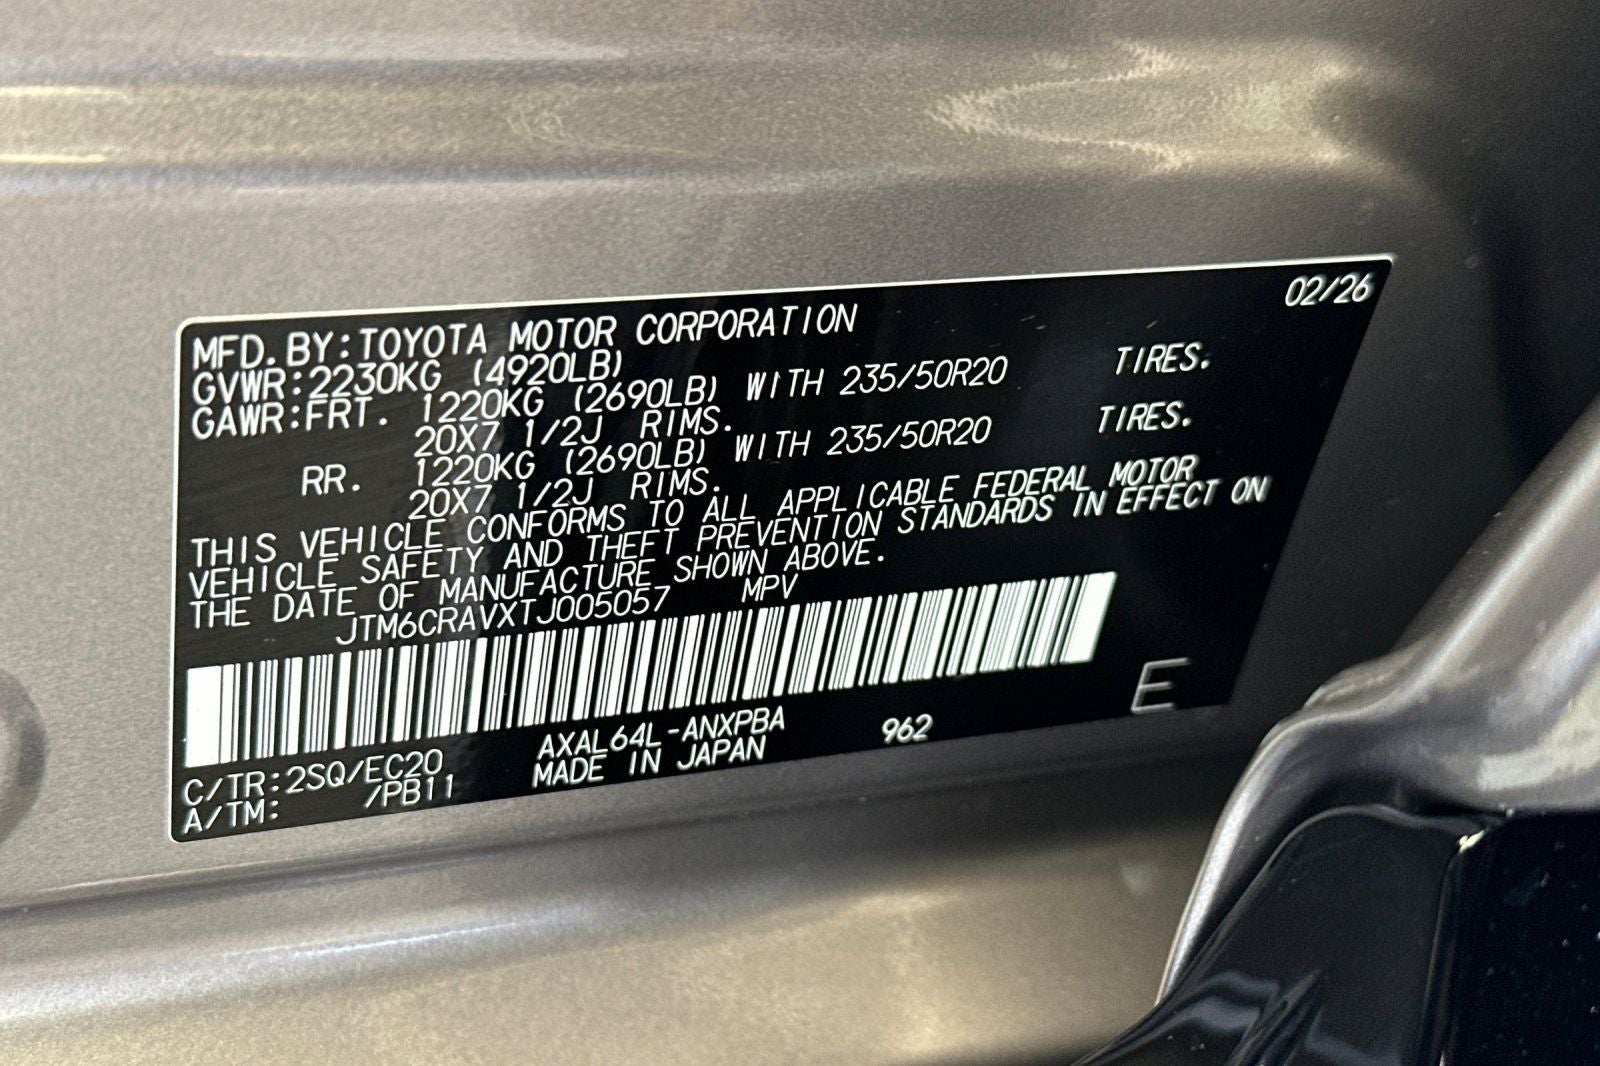 02/26
MFD. BY: TOYOTA MOTOR CORPORATION
GVWR: 2230KG (4920LB)
GAWR: FRT. 1220KG (2690LB) WITH 235/50R20 TIRES.
20X7 1/2J RIMS.
RR. 1220KG (2690LB) WITH 235/50R20 TIRES.
20X7 1/2J RIMS.
THIS VEHICLE CONFORMS TO ALL APPLICABLE FEDERAL MOTOR
VEHICLE SAFETY AND THEFT PREVENTION STANDARDS IN EFFECT ON
THE DATE OF MANUFACTURE SHOWN ABOVE.
JTM6CRAVXTJ005057 MPV
E
C/TR: 2SQ/EC20 AXAL64L-ANXPBA 962
A/TM: /PB11 MADE IN JAPAN